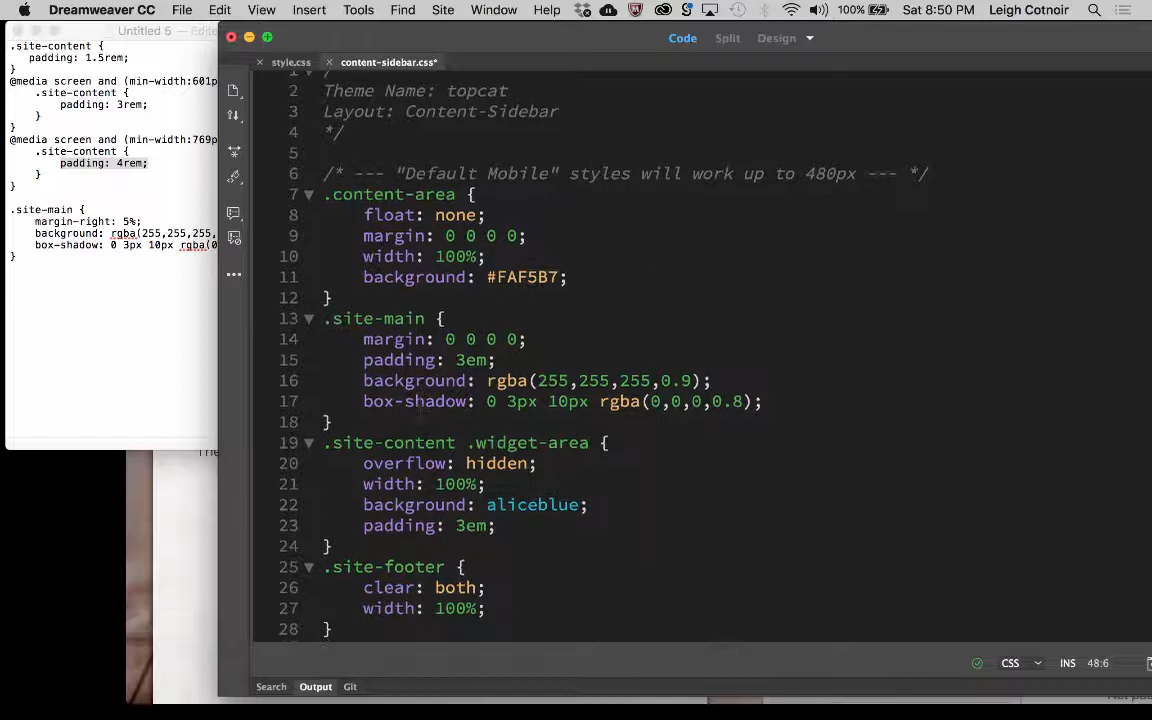 Dreamweaver CC File Edit View Insert Tools Find Site Window Help 100% Sat 8:50 PM Leigh Cotnoir
Untitled 5
.site-content {
padding: 1.5rem;
}
@media screen and (min-width:601p
.site-content {
padding: 3rem;
}
}
@media screen and (min-width:769p
.site-content {
padding: 4rem;
}
}
.site-main {
margin-right: 5%;
background: rgba(255,255,255,
box-shadow: 0 3px 10px rgba(0
}
Code Split Design
style.css content-sidebar.css*
1 /*
2 Theme Name: topcat
3 Layout: Content-Sidebar
4 */
5
6 /* --- "Default Mobile" styles will work up to 480px --- */
7 .content-area {
8 float: none;
9 margin: 0 0 0 0;
10 width: 100%;
11 background: #FAF5B7;
12 }
13 .site-main {
14 margin: 0 0 0 0;
15 padding: 3em;
16 background: rgba(255,255,255,0.9);
17 box-shadow: 0 3px 10px rgba(0,0,0,0.8);
18 }
19 .site-content .widget-area {
20 overflow: hidden;
21 width: 100%;
22 background: aliceblue;
23 padding: 3em;
24 }
25 .site-footer {
26 clear: both;
27 width: 100%;
28 }
CSS INS 48:6
Search Output Git